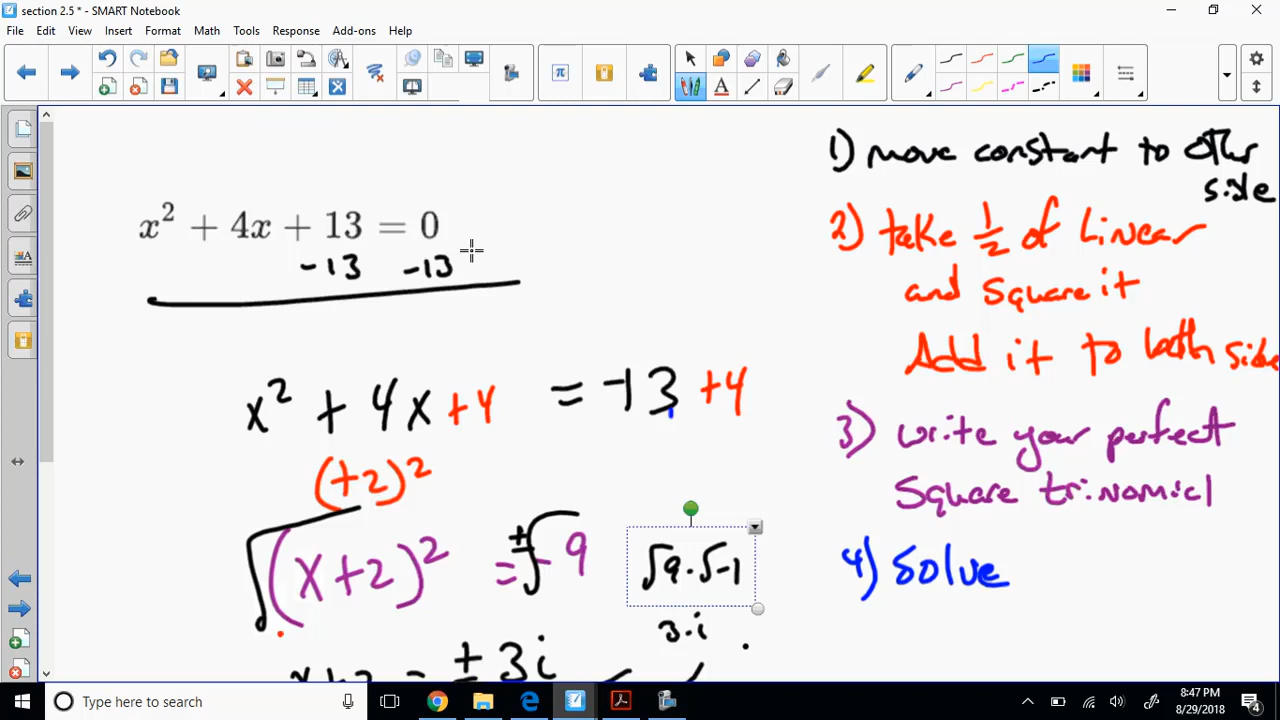 section 2.5 * - SMART Notebook
File Edit View Insert Format Tools Response Add-ons Help
x² + 4x + 13 = 0
-13 -13
x² + 4x + 4 = -13 + 4
(+2)²
√(x+2)² = ±√-9 √9 · √-1
3 · i
x+2 = ± 3i
1) move constant to other
side
2) take 1/2 of linear
and square it
Add it to both side
3) write your perfect
square trinomial
4) solve
Type here to search
8:47 PM
8/29/2018
4